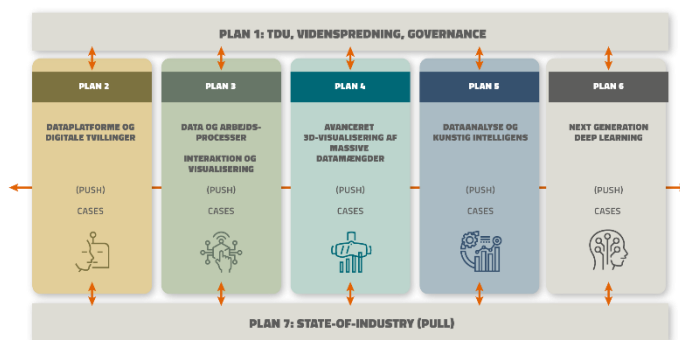 PLAN 1: TDU, VIDENSPREDNING, GOVERNANCE
PLAN 2
DATAPLATFORME OG
DIGITALE TVILLINGER
(PUSH)
CASES
PLAN 3
DATA OG ARBEJDS-
PROCESSER
INTERAKTION OG
VISUALISERING
(PUSH)
CASES
PLAN 4
AVANCERET
3D-VISUALISERING AF
MASSIVE
DATAMÆNGDER
(PUSH)
CASES
PLAN 5
DATAANALYSE OG
KUNSTIG INTELLIGENS
(PUSH)
CASES
PLAN 6
NEXT GENERATION
DEEP LEARNING
(PUSH)
CASES
PLAN 7: STATE-OF-INDUSTRY (PULL)